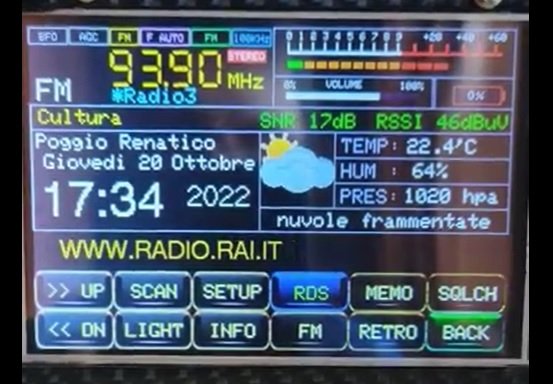 BFO AGC FN F AUTO FM 100KHz
0 1 2 3 4 5 6 7 8 9 +20 +40 +60
93.90 MHz STEREO
FM *Radio3
0% VOLUME 100% 0%
Cultura SNR 17dB RSSI 46dBuV
Poggio Renatico
Giovedi 20 Ottobre
17:34 2022
TEMP: 22.4°C
HUM : 64%
PRES: 1020 hpa
nuvole frammentate
WWW.RADIO.RAI.IT
>> UP SCAN SETUP RDS MEMO SQLCH
<< DN LIGHT INFO FM RETRO BACK